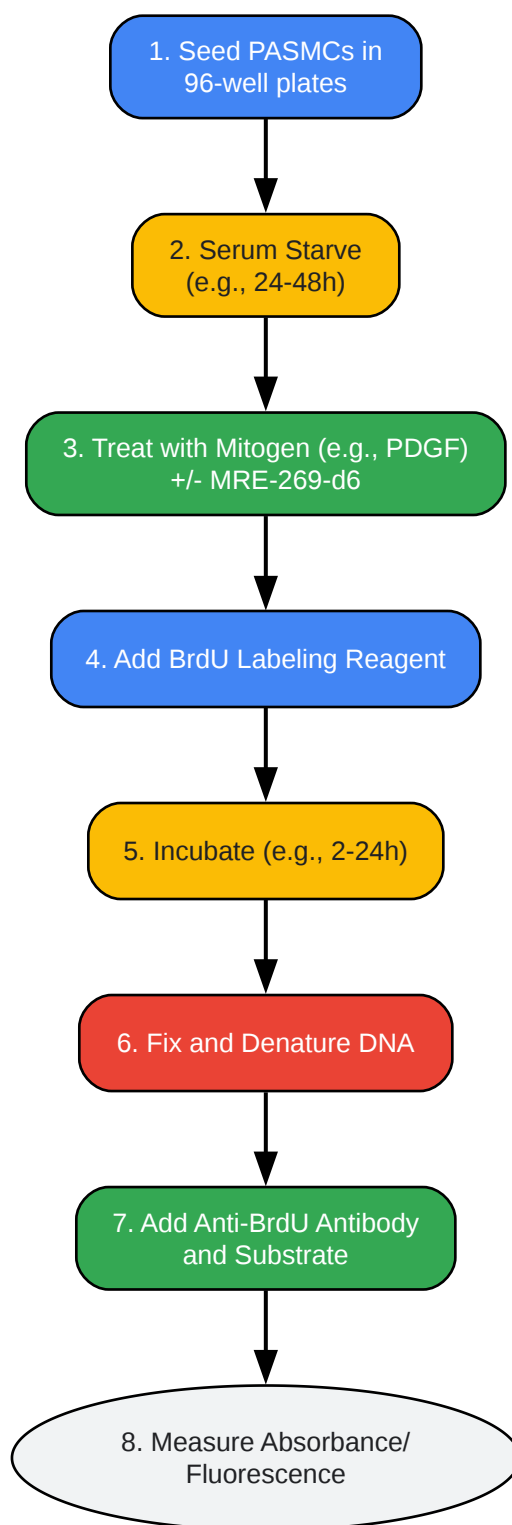 1. Seed PASMCs in
96-well plates
2. Serum Starve
(e.g., 24-48h)
3. Treat with Mitogen (e.g., PDGF)
+/- MRE-269-d6
4. Add BrdU Labeling Reagent
5. Incubate (e.g., 2-24h)
6. Fix and Denature DNA
7. Add Anti-BrdU Antibody
and Substrate
8. Measure Absorbance/
Fluorescence